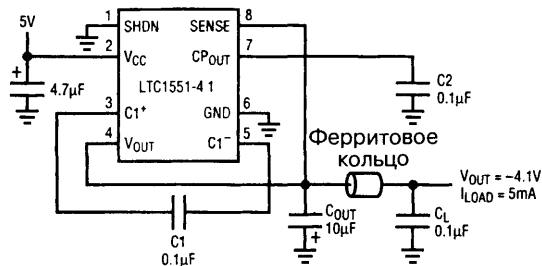 5V
4.7µF
+
1
2
3
4
8
7
6
5
SHDN
SENSE
VCC
CPOUT
LTC1551-4 1
C1+
GND
VOUT
C1−
C2
0.1µF
Ферритовое
кольцо
C1
0.1µF
COUT
10µF
+
CL
0.1µF
VOUT = −4.1V
ILOAD = 5mA